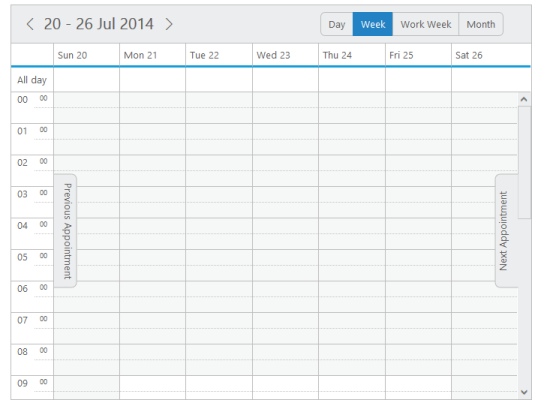 20 - 26 Jul 2014
Day Week Work Week Month
Sun 20 Mon 21 Tue 22 Wed 23 Thu 24 Fri 25 Sat 26
All day
00 00
01 00
02 00
03 00
04 00
05 00
06 00
07 00
08 00
09 00
Previous Appointment
Next Appointment